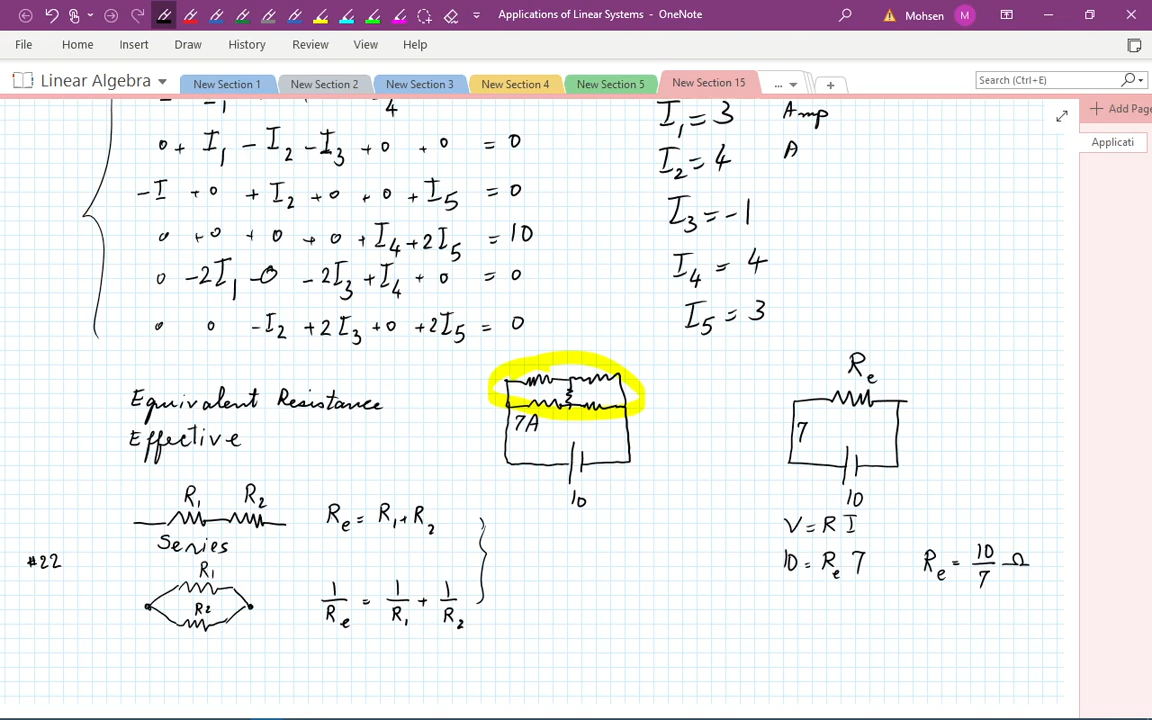 Applications of Linear Systems - OneNote
Mohsen M
File Home Insert Draw History Review View Help
Linear Algebra
New Section 1 New Section 2 New Section 3 New Section 4 New Section 5 New Section 15 ...
Search (Ctrl+E)
Add Page
Applicati
0 + I₁ - I₂ - I₃ + 0 + 0 = 0
-I + 0 + I₂ + 0 + 0 + I₅ = 0
0 + 0 + 0 + 0 + I₄ + 2I₅ = 10
0 - 2I₁ - 0 - 2I₃ + I₄ + 0 = 0
0 0 - I₂ + 2I₃ + 0 + 2I₅ = 0
I₁ = 3 Amp
I₂ = 4 A
I₃ = -1
I₄ = 4
I₅ = 3
Equivalent Resistance
Effective
7A
10
Rₑ
7
10
R₁ R₂
Series
Rₑ = R₁ + R₂
#22
R₁
R₂
1/Rₑ = 1/R₁ + 1/R₂
V = R I
10 = Rₑ 7
Rₑ = 10/7 Ω